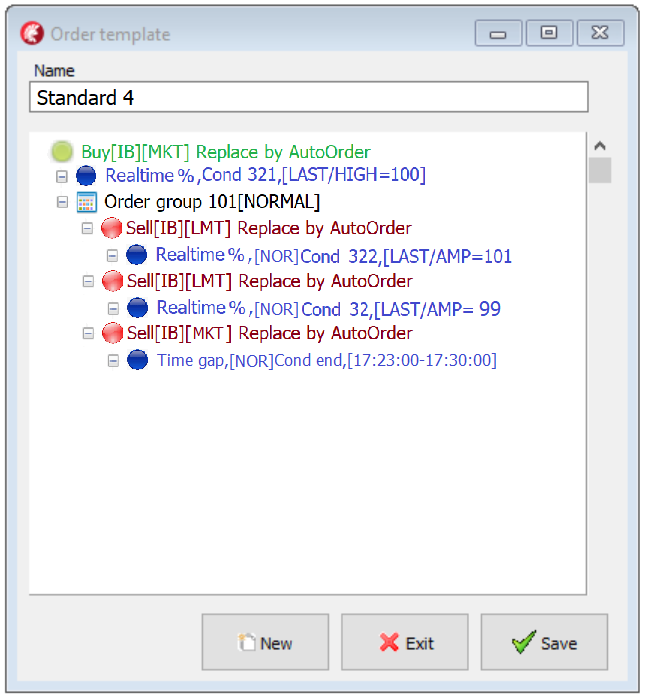 Order template
Name
Standard 4
Buy[IB][MKT] Replace by AutoOrder
Realtime %,Cond 321,[LAST/HIGH=100]
Order group 101[NORMAL]
Sell[IB][LMT] Replace by AutoOrder
Realtime %,[NOR]Cond 322,[LAST/AMP=101
Sell[IB][LMT] Replace by AutoOrder
Realtime %,[NOR]Cond 32,[LAST/AMP= 99
Sell[IB][MKT] Replace by AutoOrder
Time gap,[NOR]Cond end,[17:23:00-17:30:00]
New Exit Save